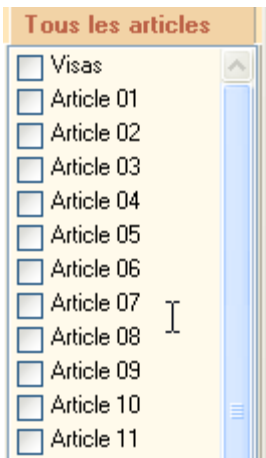 Tous les articles
Visas
Article 01
Article 02
Article 03
Article 04
Article 05
Article 06
Article 07
Article 08
Article 09
Article 10
Article 11